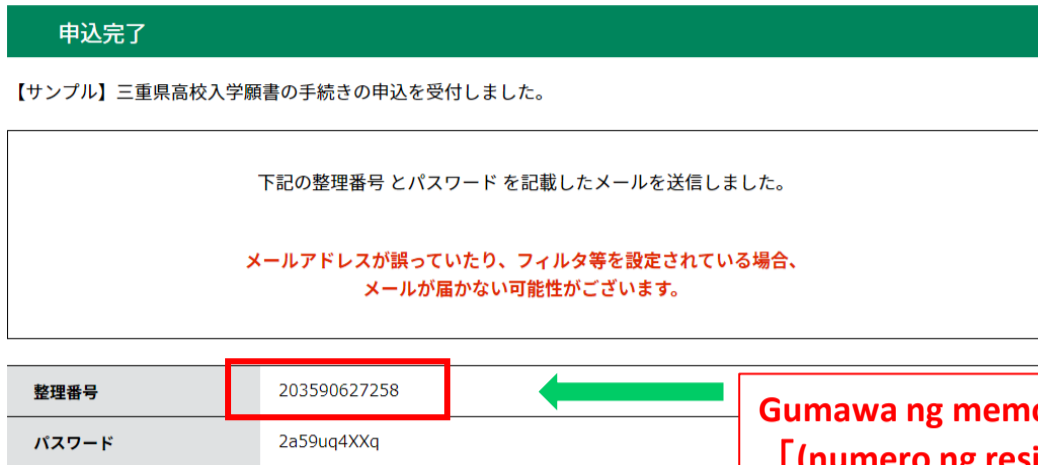 申込完了
【サンプル】三重県高校入学願書の手続きの申込を受付しました。
下記の整理番号 とパスワード を記載したメールを送信しました。
メールアドレスが誤っていたり、フィルタ等を設定されている場合、
メールが届かない可能性がございます。
整理番号 203590627258
パスワード 2a59uq4XXq
Gumawa ng memo
「(numero ng resi